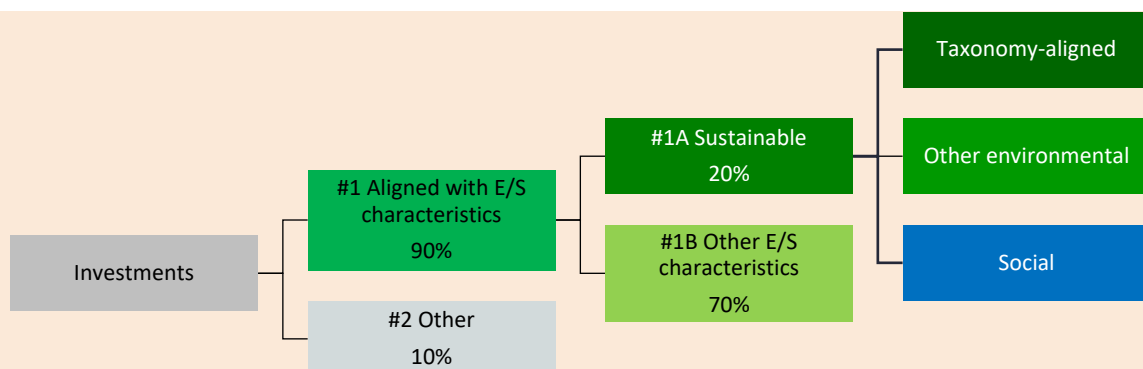 Investments
#1 Aligned with E/S
characteristics
90%
#2 Other
10%
#1A Sustainable
20%
#1B Other E/S
characteristics
70%
Taxonomy-aligned
Other environmental
Social